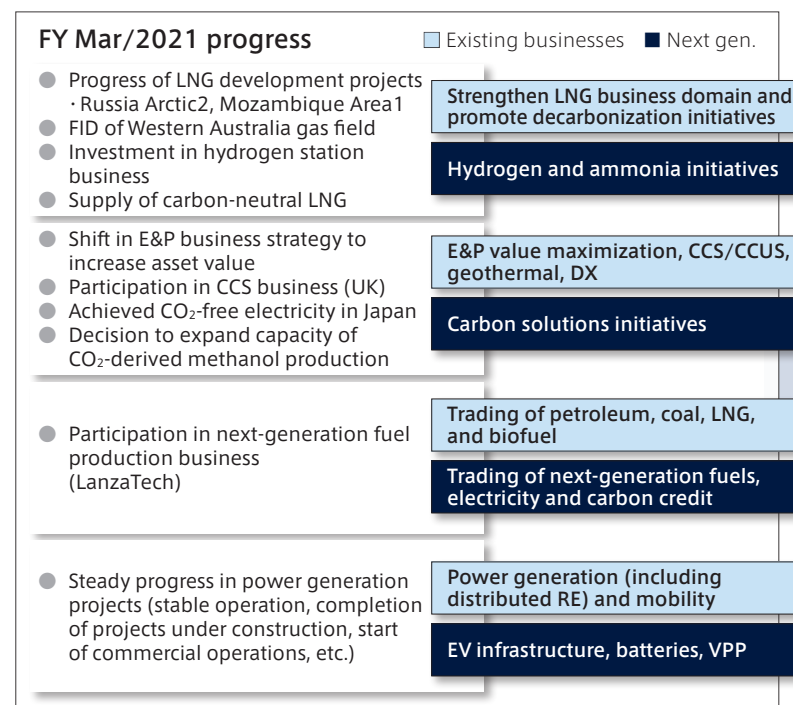 FY Mar/2021 progress
Existing businesses
Next gen.
Progress of LNG development projects
・Russia Arctic2, Mozambique Area1
FID of Western Australia gas field
Investment in hydrogen station
business
Supply of carbon-neutral LNG
Strengthen LNG business domain and
promote decarbonization initiatives
Hydrogen and ammonia initiatives
Shift in E&P business strategy to
increase asset value
Participation in CCS business (UK)
Achieved CO₂-free electricity in Japan
Decision to expand capacity of
CO₂-derived methanol production
E&P value maximization, CCS/CCUS,
geothermal, DX
Carbon solutions initiatives
Participation in next-generation fuel
production business
(LanzaTech)
Trading of petroleum, coal, LNG,
and biofuel
Trading of next-generation fuels,
electricity and carbon credit
Steady progress in power generation
projects (stable operation, completion
of projects under construction, start
of commercial operations, etc.)
Power generation (including
distributed RE) and mobility
EV infrastructure, batteries, VPP